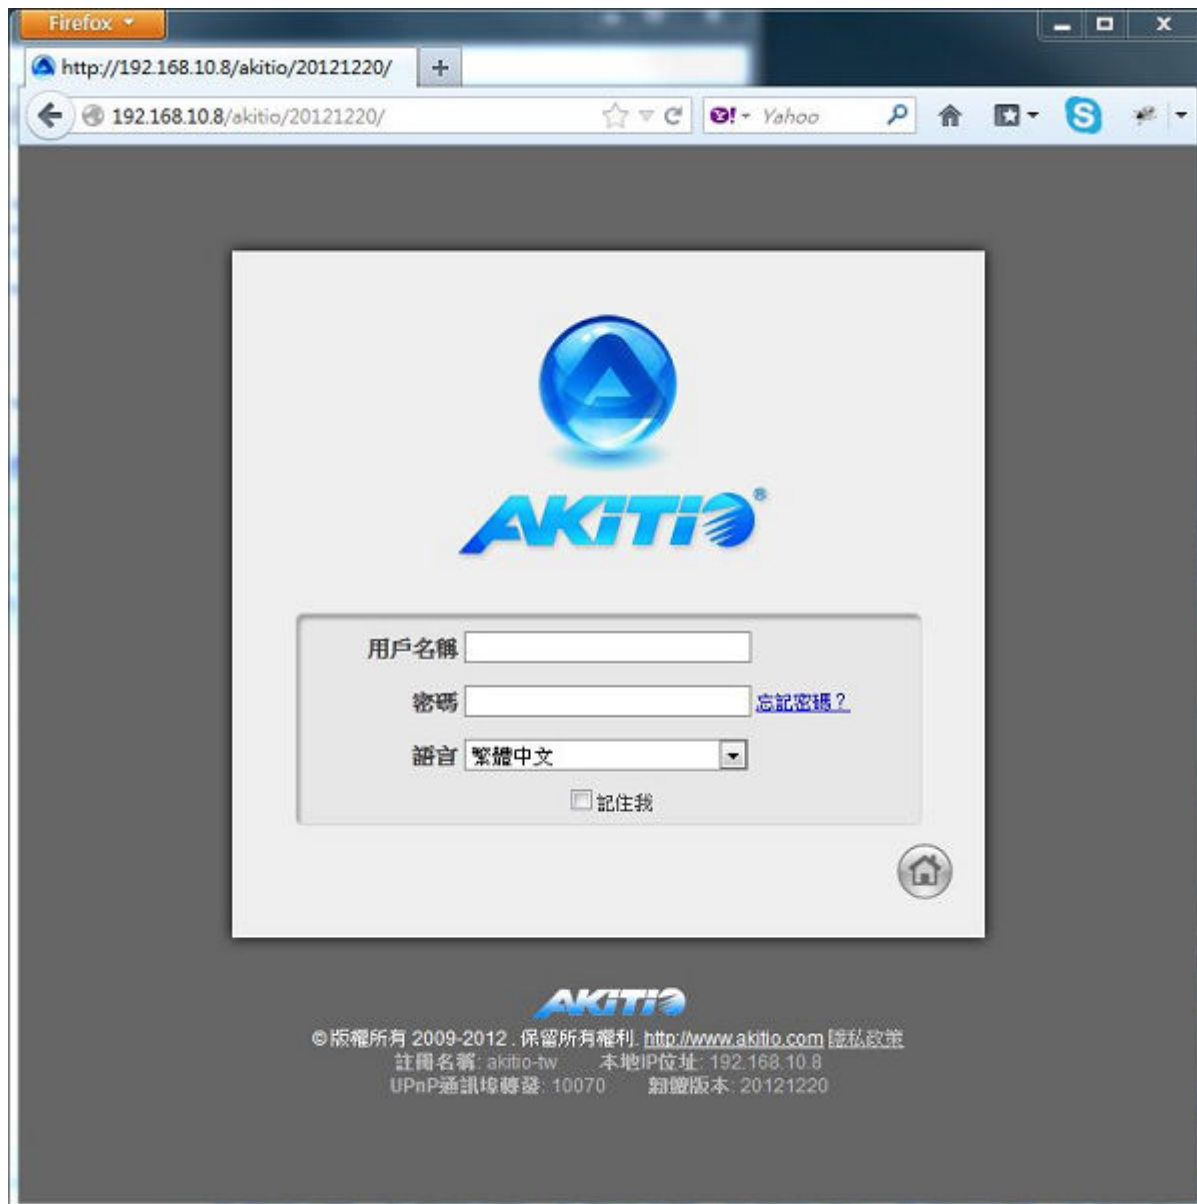 Firefox
http://192.168.10.8/akitio/20121220/
192.168.10.8/akitio/20121220/
Yahoo
AKiTiO®
用戶名稱
密碼 忘記密碼？
語言 繁體中文
記住我
AKiTiO
©版權所有 2009-2012 . 保留所有權利. http://www.akitio.com 隱私政策
註冊名稱: akitio-tw 本地IP位址: 192.168.10.8
UPnP通訊埠轉發: 10070 韌體版本: 20121220